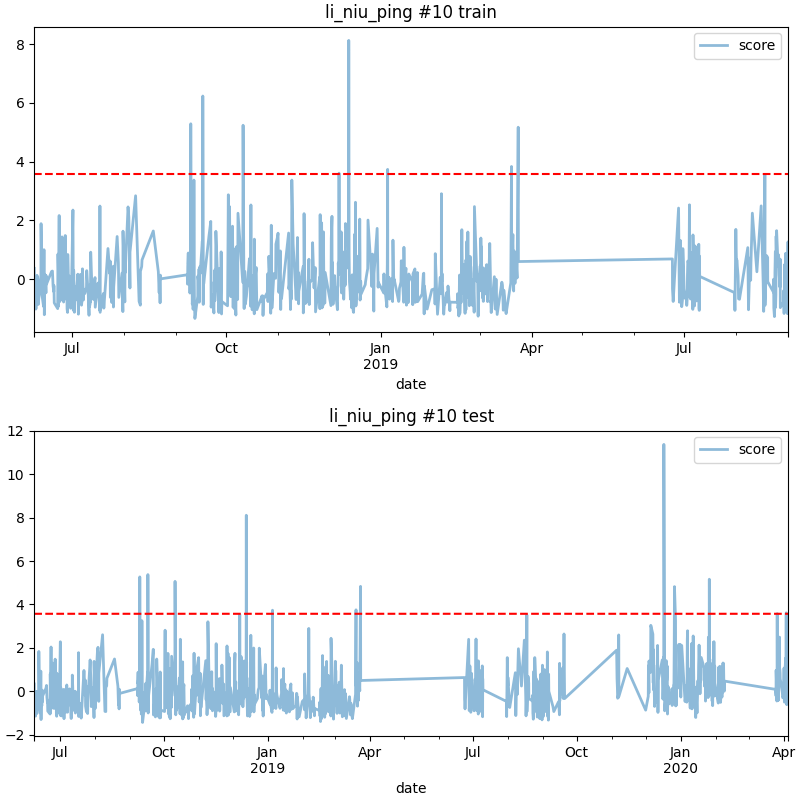 li_niu_ping #10 train
score
8
6
4
2
0
Jul Oct Jan Apr Jul
2019
date
li_niu_ping #10 test
score
12
10
8
6
4
2
0
−2
Jul Oct Jan Apr Jul Oct Jan Apr
2019 2020
date